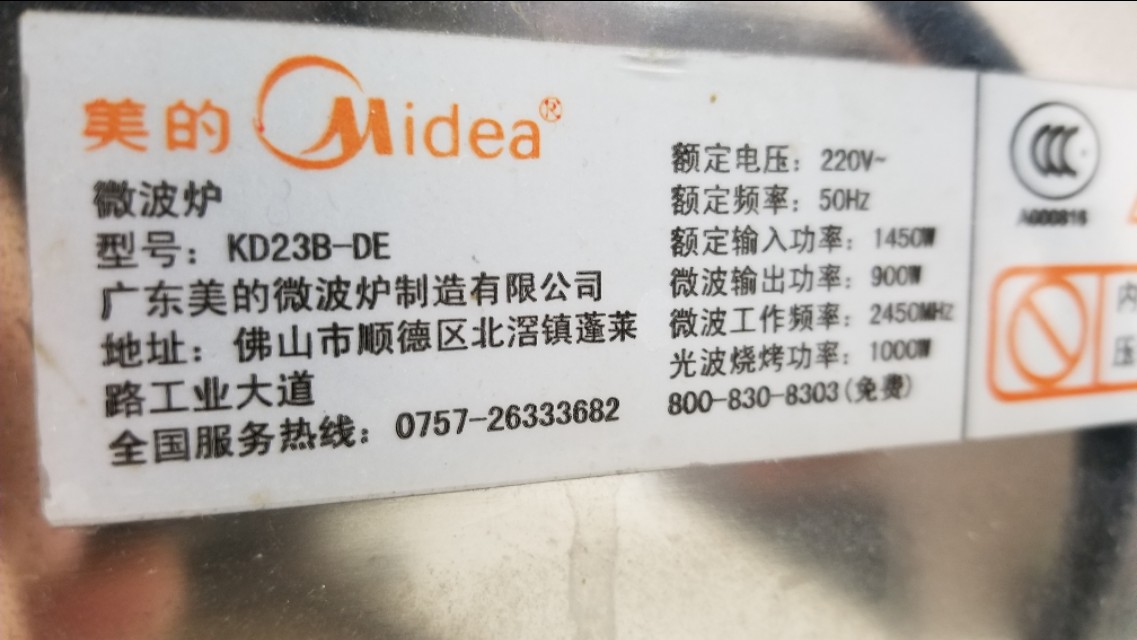 美的 Midea®
微波炉
型号：KD23B-DE
广东美的微波炉制造有限公司
地址：佛山市顺德区北滘镇蓬莱
路工业大道
全国服务热线：0757-26333682
额定电压：220V~
额定频率：50Hz
额定输入功率：1450W
微波输出功率：900W
微波工作频率：2450MHz
光波烧烤功率：1000W
800-830-8303(免费)
CCC
A000816
内
压